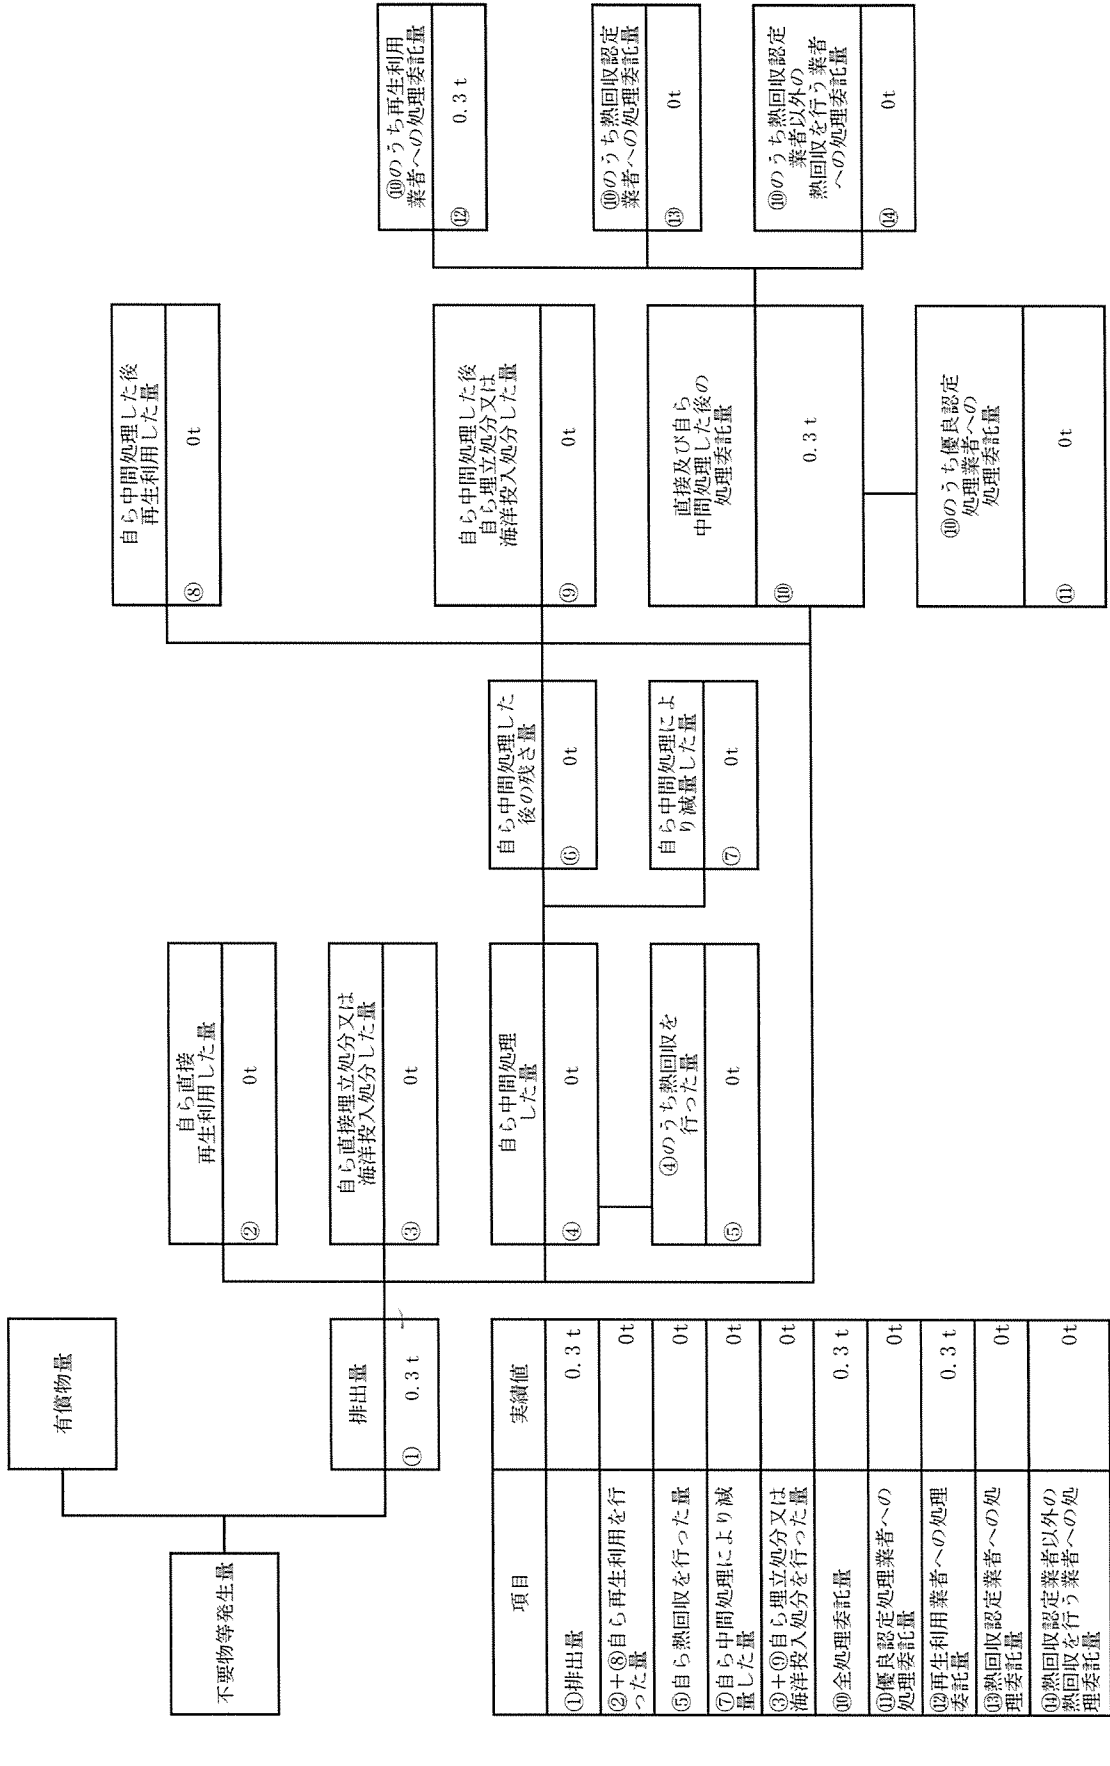 不要物等発生量
有償物量
排出量
① 0.3t
自ら直接
再生利用した量
② 0t
自ら直接埋立処分又は
海洋投入処分した量
③ 0t
自ら中間処理
した量
④ 0t
④のうち熱回収を
行った量
⑤ 0t
自ら中間処理した
後の残さ量
⑥ 0t
自ら中間処理によ
り減量した量
⑦ 0t
自ら中間処理した後
再生利用した量
⑧ 0t
自ら中間処理した後
自ら埋立処分又は
海洋投入処分した量
⑨ 0t
直接及び自ら
中間処理した後の
処理委託量
⑩ 0.3t
⑩のうち優良認定
処理業者への
処理委託量
⑪ 0t
⑩のうち再生利用
業者への処理委託量
⑫ 0.3t
⑩のうち熱回収認定
業者への処理委託量
⑬ 0t
⑩のうち熱回収認定
業者以外の
熱回収を行う業者
への処理委託量
⑭ 0t
項目 実績値
①排出量 0.3t
②+⑧自ら再生利用を行
った量 0t
⑤自ら熱回収を行った量 0t
⑦自ら中間処理により減
量した量 0t
③+⑨自ら埋立処分又は
海洋投入処分を行った量 0t
⑩全処理委託量 0.3t
⑪優良認定処理業者への
処理委託量 0t
⑫再生利用業者への処理
委託量 0.3t
⑬熱回収認定業者への処
理委託量 0t
⑭熱回収認定業者以外の
熱回収を行う業者への処
理委託量 0t